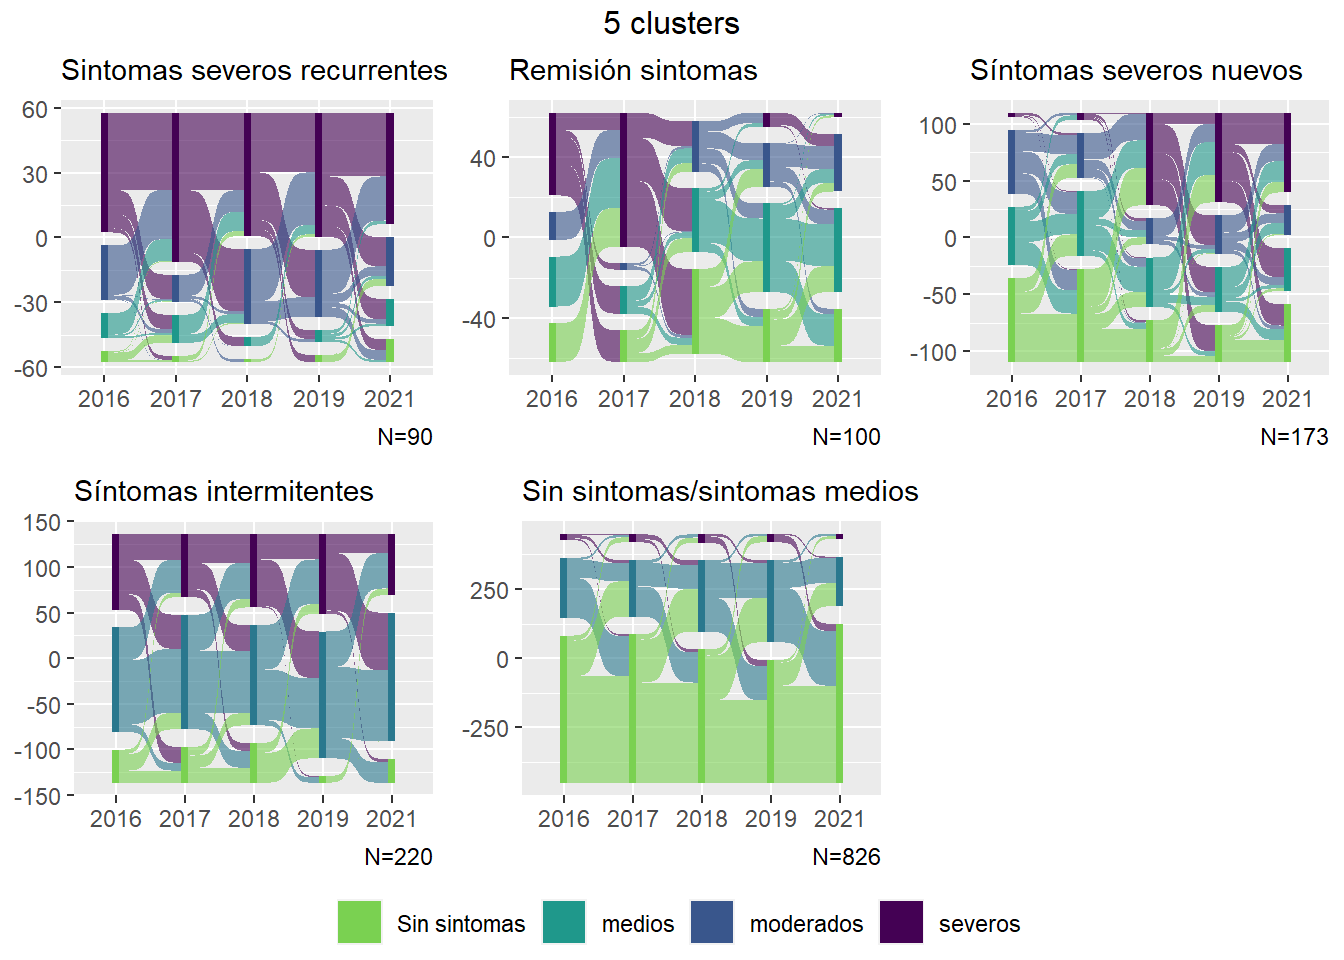 5 clusters
Sintomas severos recurrentes
60
30
0
-30
-60
2016 2017 2018 2019 2021
N=90
Remisión sintomas
40
0
-40
2016 2017 2018 2019 2021
N=100
Síntomas severos nuevos
100
50
0
-50
-100
2016 2017 2018 2019 2021
N=173
Síntomas intermitentes
150
100
50
0
-50
-100
-150
2016 2017 2018 2019 2021
N=220
Sin sintomas/sintomas medios
250
0
-250
2016 2017 2018 2019 2021
N=826
Sin sintomas medios moderados severos